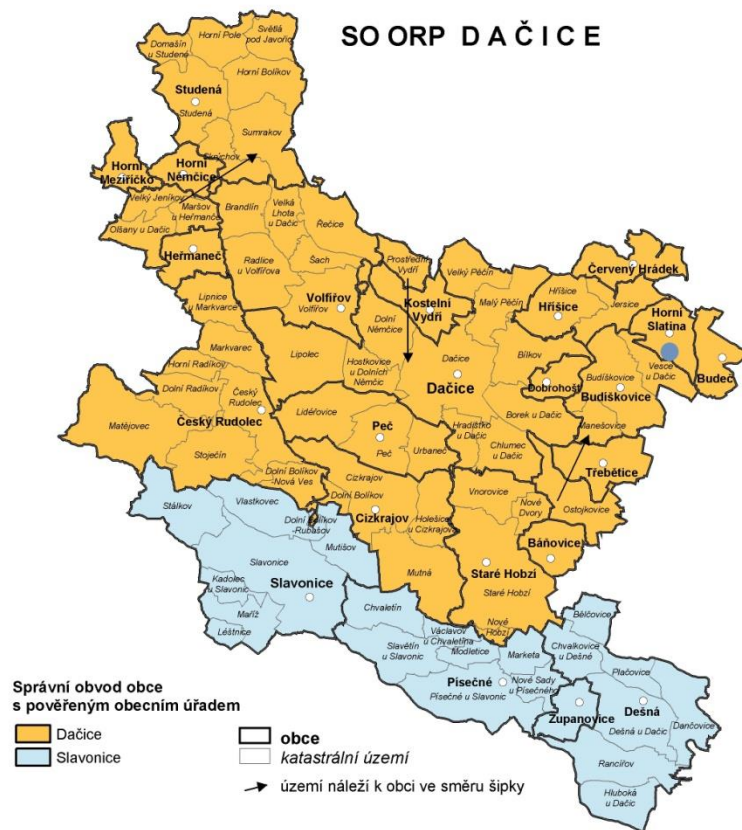 SO ORP DAČICE
Světlá
pod Javořicí
Horní Pole
Domašín
u Studené
Horní Bolíkov
Studená
Studená
Sumrakov
Skrýchov
Horní
Meziříčko
Horní
Němčice
Velký Jeníkov
Maršov
u Heřmanče
Olšany u Dačic
Brandlín
Velká
Lhota
u Dačic
Řečice
Heřmaneč
Radlice
u Volfířova
Šach
Prostřední
Vydří
Velký Pěčín
Červený Hrádek
Lipnice
u Markvarce
Volfířov
Volfířov
Kostelní
Vydří
Malý Pěčín
Hříšice
Hříšice
Jersice
Horní
Slatina
Dolní
Němčice
Markvarec
Lipolec
Hostkovice
u Dolních
Němčic
Dačice
Dačice
Bílkov
Vesce
u Dačic
Budeč
Horní Radíkov
Dolní Radíkov
Český
Rudolec
Český Rudolec
Dobrohošť
Budíškovice
Budíškovice
Lidéřovice
Peč
Peč
Urbaneč
Hradišťko
u Dačic
Borek u Dačic
Chlumec
u Dačic
Manešovice
Matějovec
Stoječín
Třebětice
Dolní Bolíkov
-Nová Ves
Cizkrajov
Dolní Bolíkov
Cizkrajov
Holešice
u Cizkrajova
Vnorovice
Nové
Dvory
Ostojkovice
Stálkov
Vlastkovec
Dolní Bolíkov
-Rubašov
Mutišov
Báňovice
Slavonice
Slavonice
Mutná
Staré Hobzí
Staré Hobzí
Kadolec
u Slavonic
Maříž
Léštnice
Chvaletín
Nové
Hobzí
Bělčovice
Slavětín
u Slavonic
Václavov
u Chvaletína
Modletice
Marketa
Chvalkovice
u Dešné
Plačovice
Písečné
Písečné u Slavonic
Nové Sady
u Písečného
Županovice
Dešná
Dešná u Dačic
Dančovice
Rancířov
Hluboká
u Dačic
Správní obvod obce
s pověřeným obecním úřadem
Dačice
Slavonice
obce
katastrální území
území náleží k obci ve směru šipky